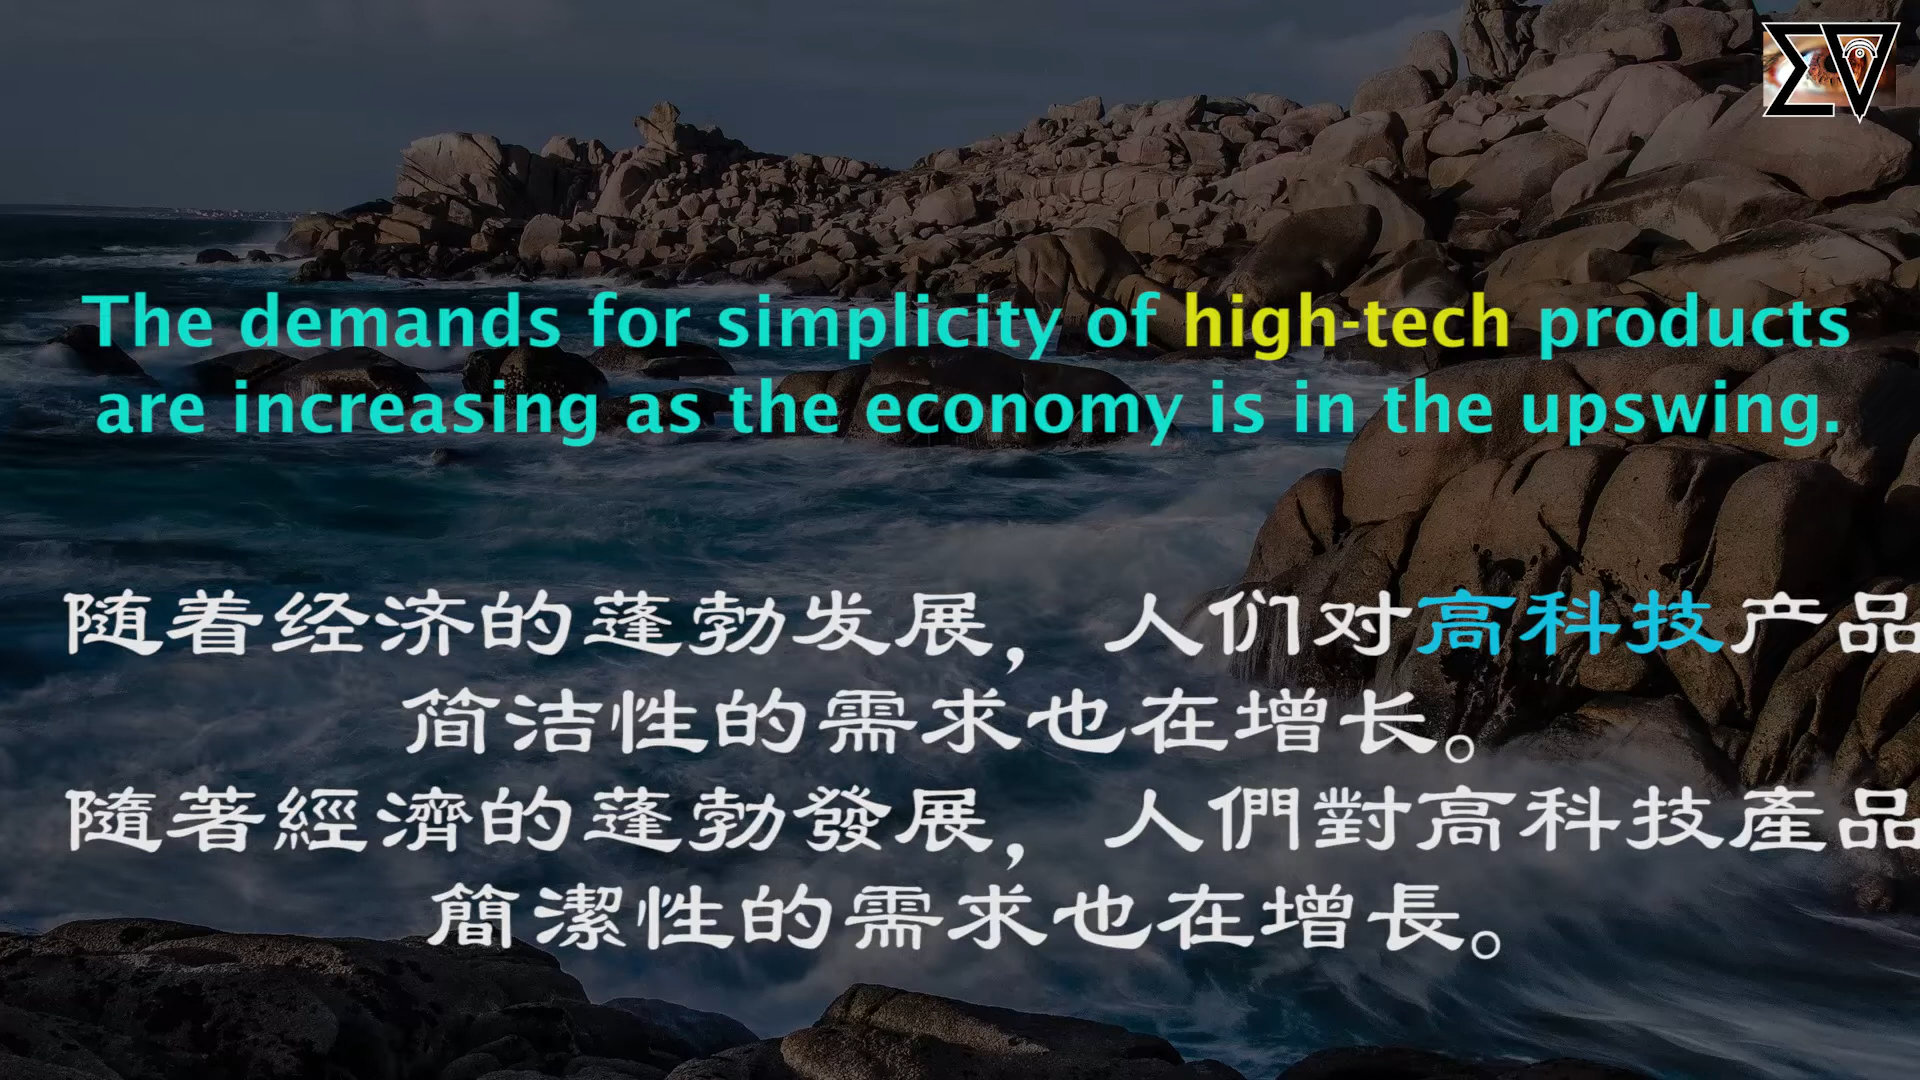 The demands for simplicity of high-tech products
are increasing as the economy is in the upswing.
随着经济的蓬勃发展，人们对高科技产品
简洁性的需求也在增长。
隨著經濟的蓬勃發展，人們對高科技產品
簡潔性的需求也在增長。